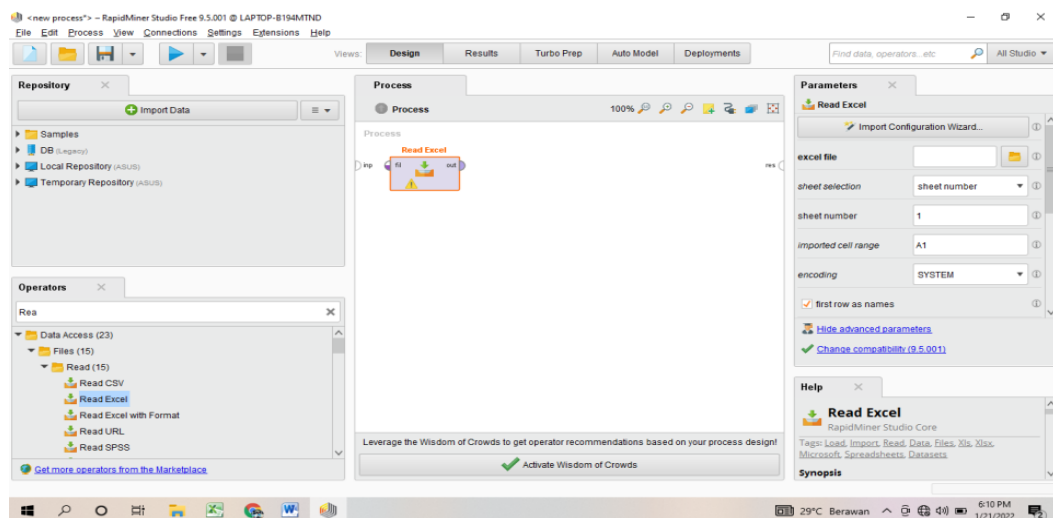 <new process*> – RapidMiner Studio Free 9.5.001 @ LAPTOP-B194MTND
File Edit Process View Connections Settings Extensions Help
Views: Design Results Turbo Prep Auto Model Deployments Find data, operators...etc All Studio
Repository
Import Data
Samples
DB (Legacy)
Local Repository (ASUS)
Temporary Repository (ASUS)
Operators
Rea
Data Access (23)
Files (15)
Read (15)
Read CSV
Read Excel
Read Excel with Format
Read URL
Read SPSS
Get more operators from the Marketplace
Process
Process 100%
Process
Read Excel
inp fil out res
Leverage the Wisdom of Crowds to get operator recommendations based on your process design!
Activate Wisdom of Crowds
Parameters
Read Excel
Import Configuration Wizard...
excel file
sheet selection sheet number
sheet number 1
imported cell range A1
encoding SYSTEM
first row as names
Hide advanced parameters
Change compatibility (9.5.001)
Help
Read Excel
RapidMiner Studio Core
Tags: Load, Import, Read, Data, Files, Xls, Xlsx,
Microsoft, Spreadsheets, Datasets
Synopsis
29°C Berawan 6:10 PM
1/21/2022